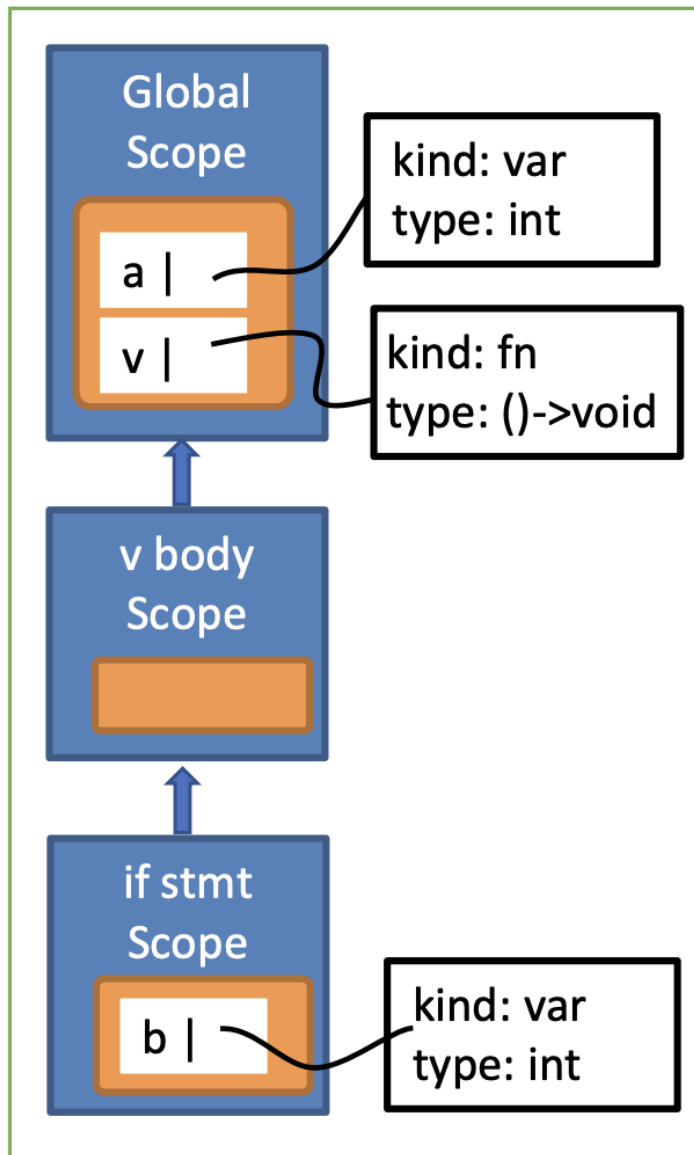 Global
Scope
kind: var
type: int
a |
v |
kind: fn
type: ()->void
v body
Scope
if stmt
Scope
b |
kind: var
type: int